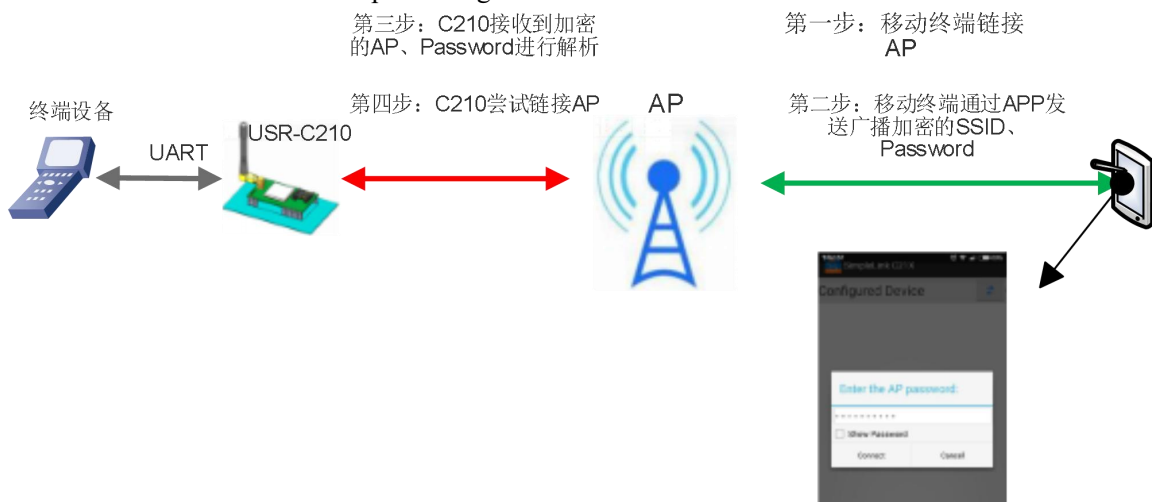 第三步：C210接收到加密
的AP、Password进行解析
第一步：移动终端链接
AP
第四步：C210尝试链接AP
AP
第二步：移动终端通过APP发
送广播加密的SSID、
Password
终端设备
USR-C210
UART
SimpleLink C21X
Configured Device
Enter the AP password:
Show Password
Connect
Cancel